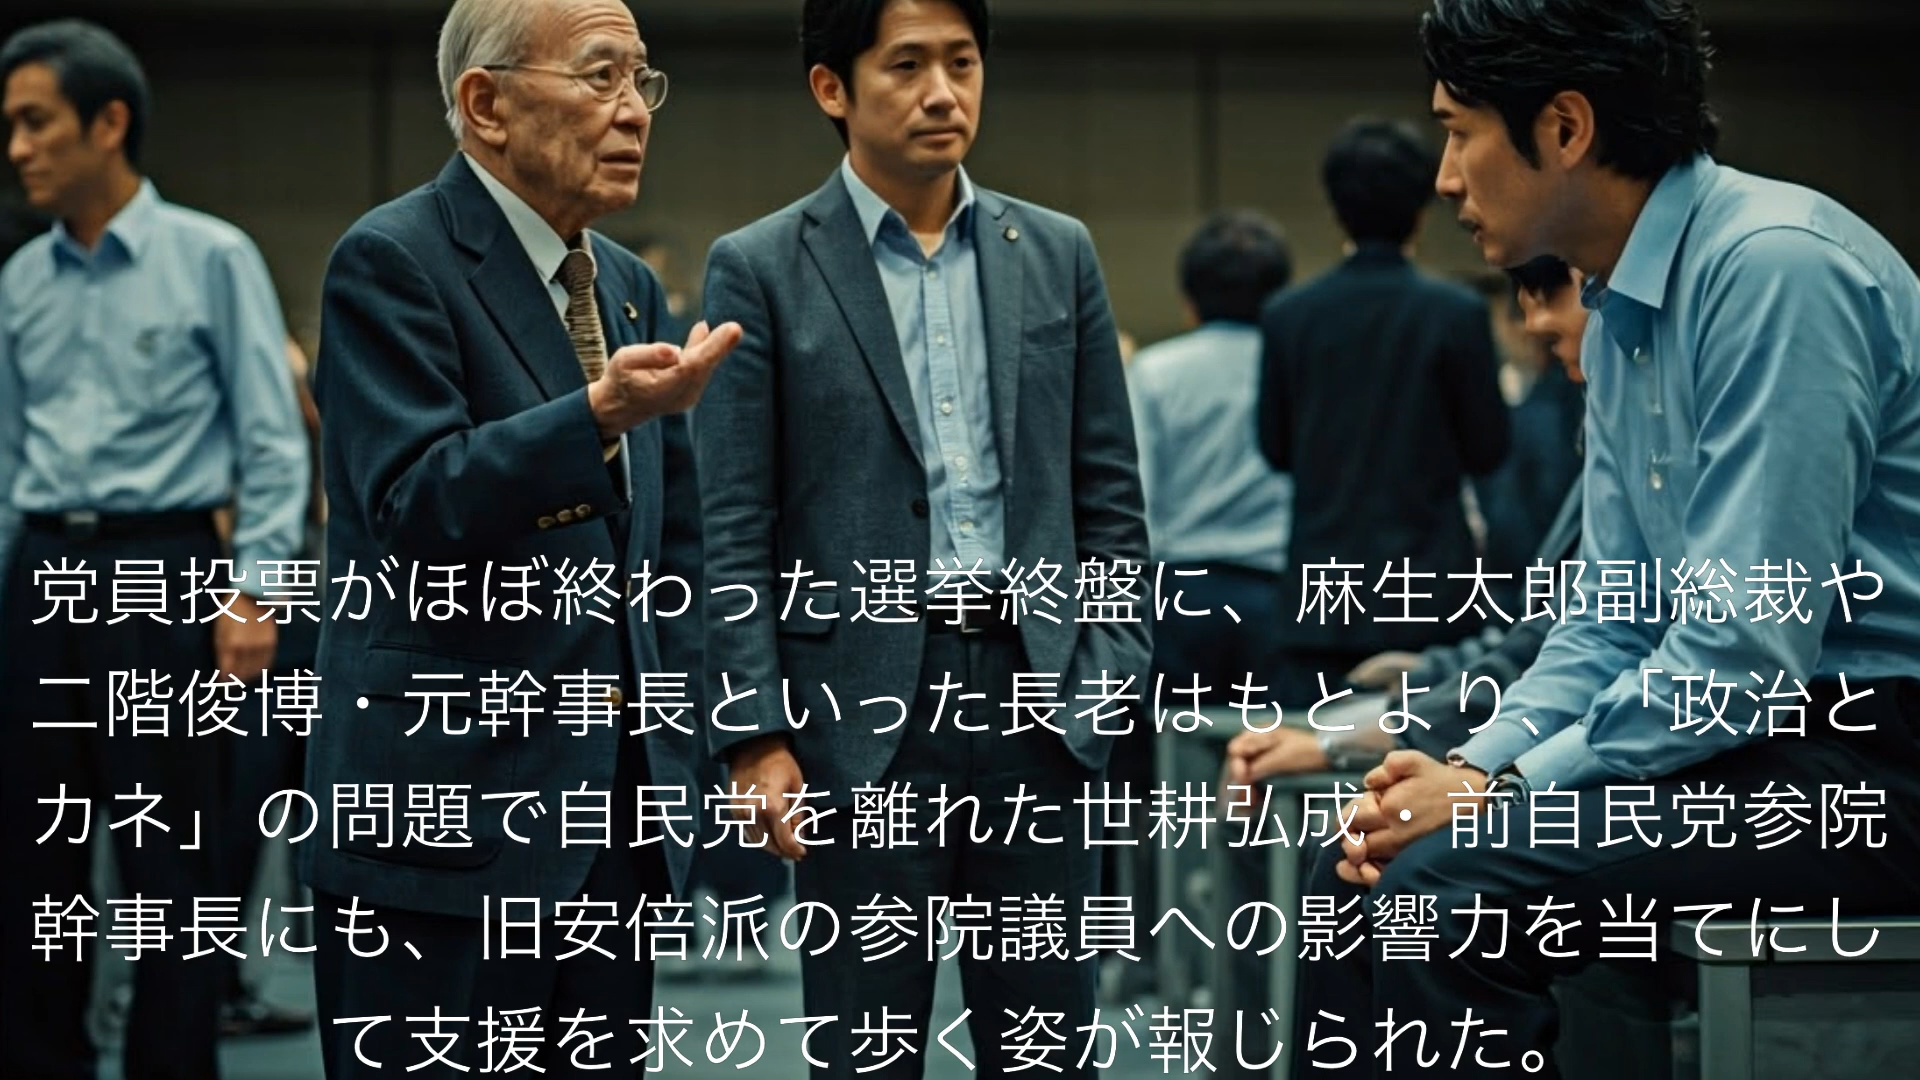 党員投票がほぼ終わった選挙終盤に、麻生太郎副総裁や
二階俊博・元幹事長といった長老はもとより、「政治と
カネ」の問題で自民党を離れた世耕弘成・前自民党参院
幹事長にも、旧安倍派の参院議員への影響力を当てにし
て支援を求めて歩く姿が報じられた。